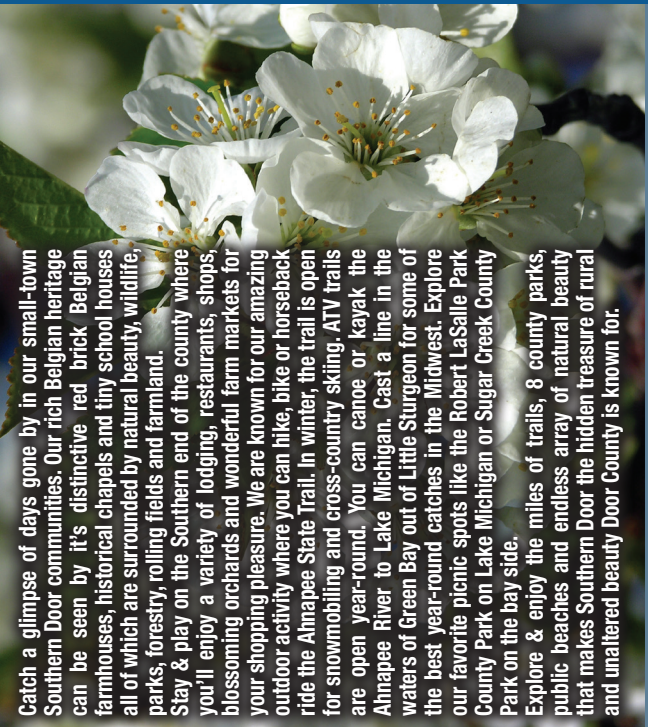 Catch a glimpse of days gone by in our small-town
Southern Door communities. Our rich Belgian heritage
can be seen by it's distinctive red brick Belgian
farmhouses, historical chapels and tiny school houses
all of which are surrounded by natural beauty, wildlife,
parks, forestry, rolling fields and farmland.
Stay & play on the Southern end of the county where
you'll enjoy a variety of lodging, restaurants, shops,
blossoming orchards and wonderful farm markets for
your shopping pleasure. We are known for our amazing
outdoor activity where you can hike, bike or horseback
ride the Ahnapee State Trail. In winter, the trail is open
for snowmobiling and cross-country skiing. ATV trails
are open year-round. You can canoe or kayak the
Ahnapee River to Lake Michigan. Cast a line in the
waters of Green Bay out of Little Sturgeon for some of
the best year-round catches in the Midwest. Explore
our favorite picnic spots like the Robert LaSalle Park
County Park on Lake Michigan or Sugar Creek County
Park on the bay side.
Explore & enjoy the miles of trails, 8 county parks,
public beaches and endless array of natural beauty
that makes Southern Door the hidden treasure of rural
and unaltered beauty Door County is known for.